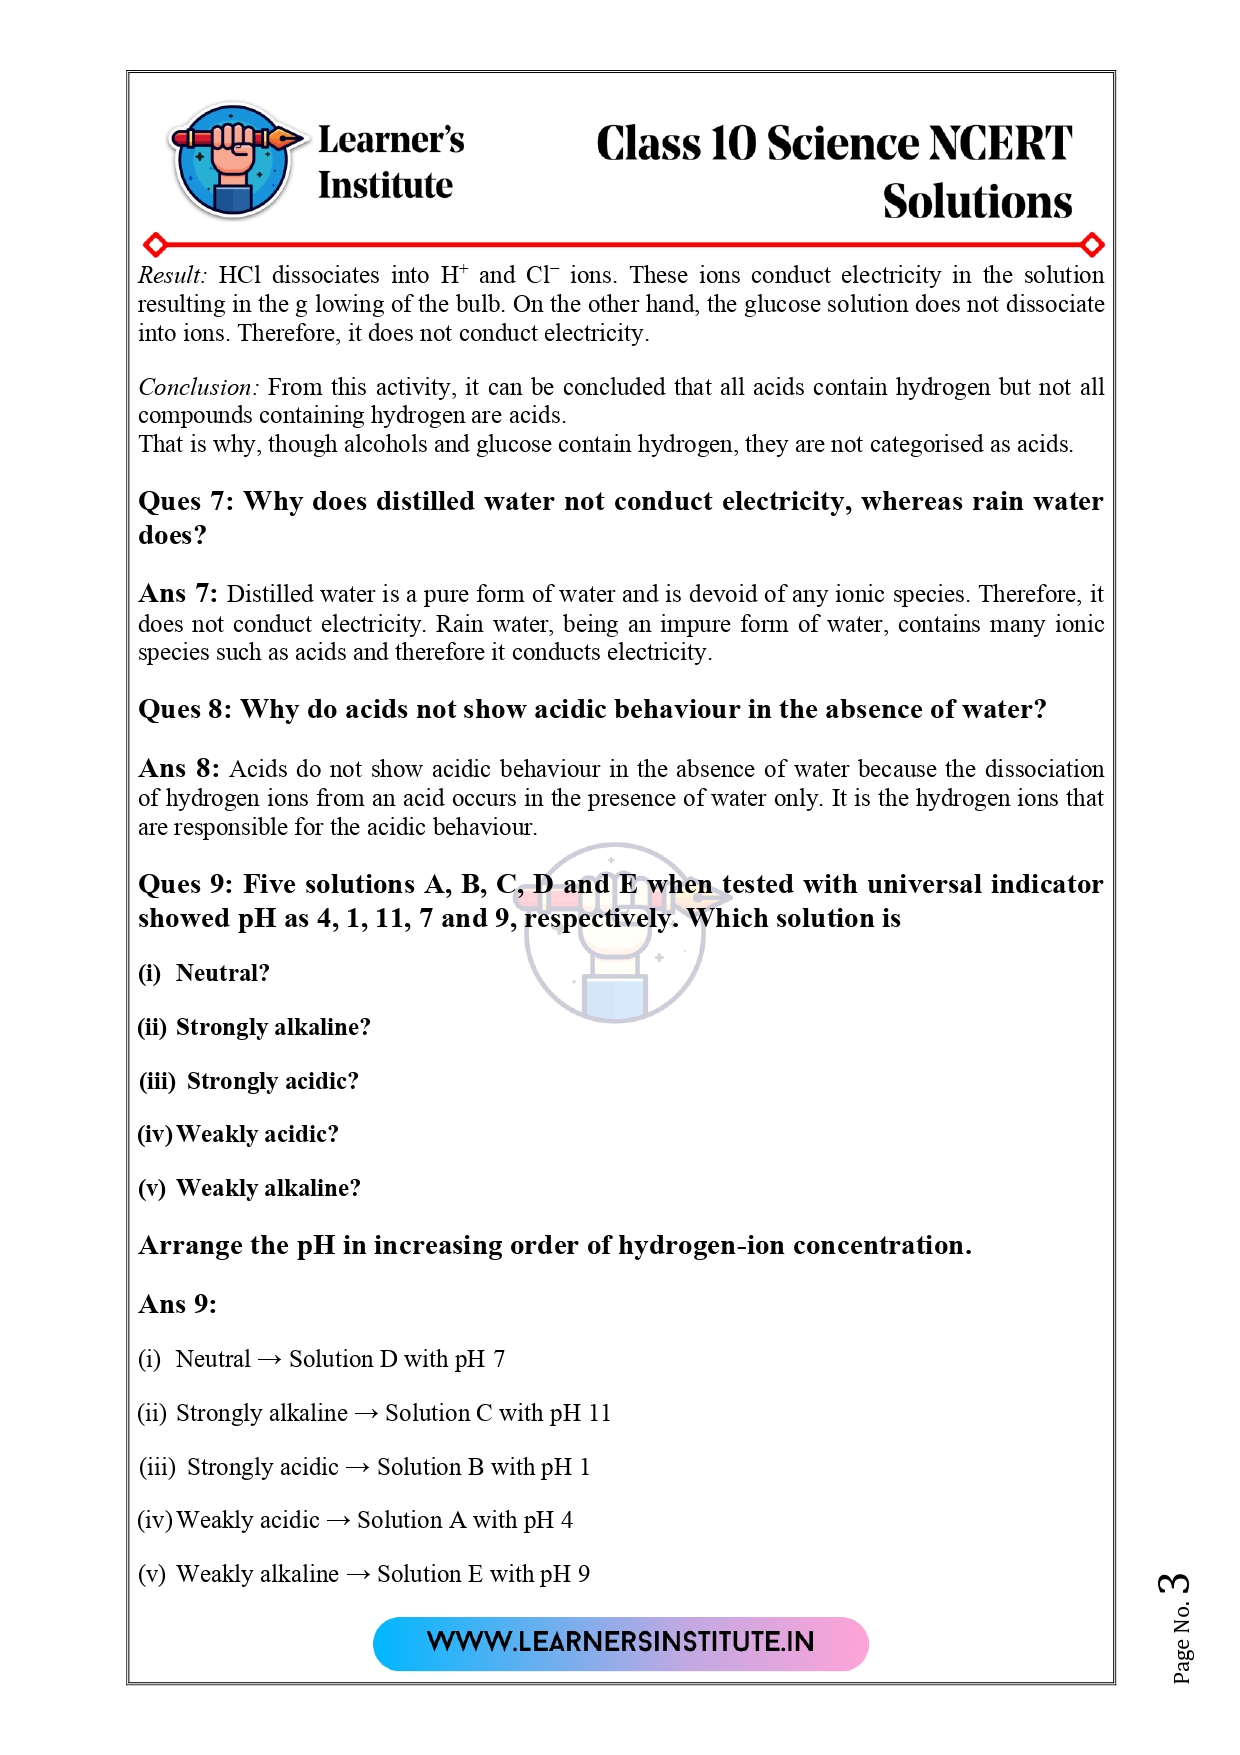 Learner's
Institute
Class 10 Science NCERT
Solutions
Result: HCl dissociates into H⁺ and Cl⁻ ions. These ions conduct electricity in the solution
resulting in the g lowing of the bulb. On the other hand, the glucose solution does not dissociate
into ions. Therefore, it does not conduct electricity.
Conclusion: From this activity, it can be concluded that all acids contain hydrogen but not all
compounds containing hydrogen are acids.
That is why, though alcohols and glucose contain hydrogen, they are not categorised as acids.
Ques 7: Why does distilled water not conduct electricity, whereas rain water
does?
Ans 7: Distilled water is a pure form of water and is devoid of any ionic species. Therefore, it
does not conduct electricity. Rain water, being an impure form of water, contains many ionic
species such as acids and therefore it conducts electricity.
Ques 8: Why do acids not show acidic behaviour in the absence of water?
Ans 8: Acids do not show acidic behaviour in the absence of water because the dissociation
of hydrogen ions from an acid occurs in the presence of water only. It is the hydrogen ions that
are responsible for the acidic behaviour.
Ques 9: Five solutions A, B, C, D and E when tested with universal indicator
showed pH as 4, 1, 11, 7 and 9, respectively. Which solution is
(i) Neutral?
(ii) Strongly alkaline?
(iii) Strongly acidic?
(iv) Weakly acidic?
(v) Weakly alkaline?
Arrange the pH in increasing order of hydrogen-ion concentration.
Ans 9:
(i) Neutral → Solution D with pH 7
(ii) Strongly alkaline → Solution C with pH 11
(iii) Strongly acidic → Solution B with pH 1
(iv) Weakly acidic → Solution A with pH 4
(v) Weakly alkaline → Solution E with pH 9
WWW.LEARNERSINSTITUTE.IN
Page No. 3